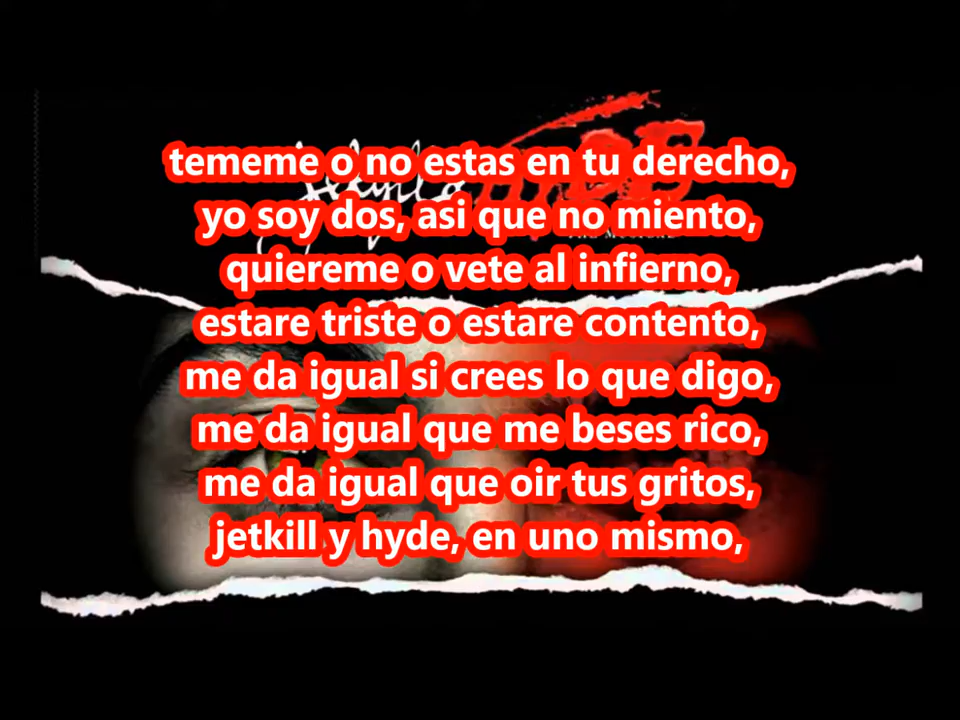 tememe o no estas en tu derecho,
yo soy dos, asi que no miento,
quiereme o vete al infierno,
estare triste o estare contento,
me da igual si crees lo que digo,
me da igual que me beses rico,
me da igual que oir tus gritos,
jetkill y hyde, en uno mismo,